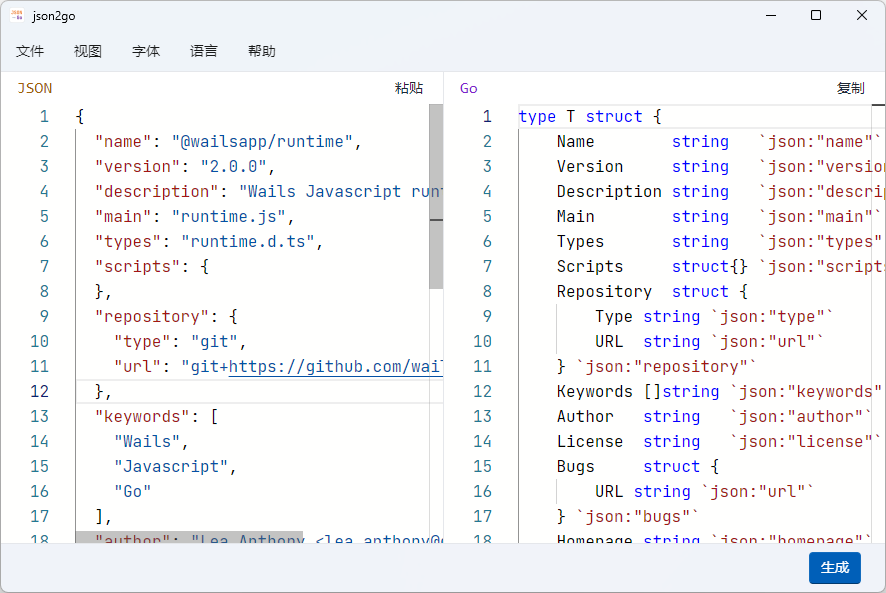 json2go
文件 视图 字体 语言 帮助
JSON 粘贴
1 {
2 "name": "@wailsapp/runtime",
3 "version": "2.0.0",
4 "description": "Wails Javascript runt
5 "main": "runtime.js",
6 "types": "runtime.d.ts",
7 "scripts": {
8 },
9 "repository": {
10 "type": "git",
11 "url": "git+https://github.com/wail
12 },
13 "keywords": [
14 "Wails",
15 "Javascript",
16 "Go"
17 ],
18 "author": "Lea Anthony <lea.anthony@
Go 复制
1 type T struct {
2 Name string `json:"name"`
3 Version string `json:"version
4 Description string `json:"descrip
5 Main string `json:"main"`
6 Types string `json:"types"
7 Scripts struct{} `json:"scripts
8 Repository struct {
9 Type string `json:"type"`
10 URL string `json:"url"`
11 } `json:"repository"`
12 Keywords []string `json:"keywords"
13 Author string `json:"author"`
14 License string `json:"license"`
15 Bugs struct {
16 URL string `json:"url"`
17 } `json:"bugs"`
18 Homepage string `json:"homepage"`
生成